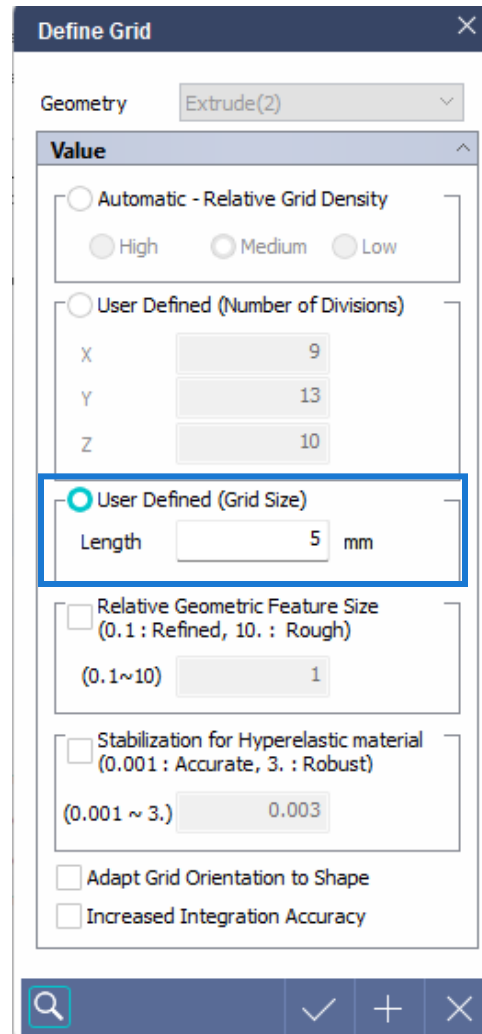 Define Grid
Geometry Extrude(2)
Value
Automatic - Relative Grid Density
High Medium Low
User Defined (Number of Divisions)
X 9
Y 13
Z 10
User Defined (Grid Size)
Length 5 mm
Relative Geometric Feature Size
(0.1 : Refined, 10. : Rough)
(0.1~10) 1
Stabilization for Hyperelastic material
(0.001 : Accurate, 3. : Robust)
(0.001 ~ 3.) 0.003
Adapt Grid Orientation to Shape
Increased Integration Accuracy